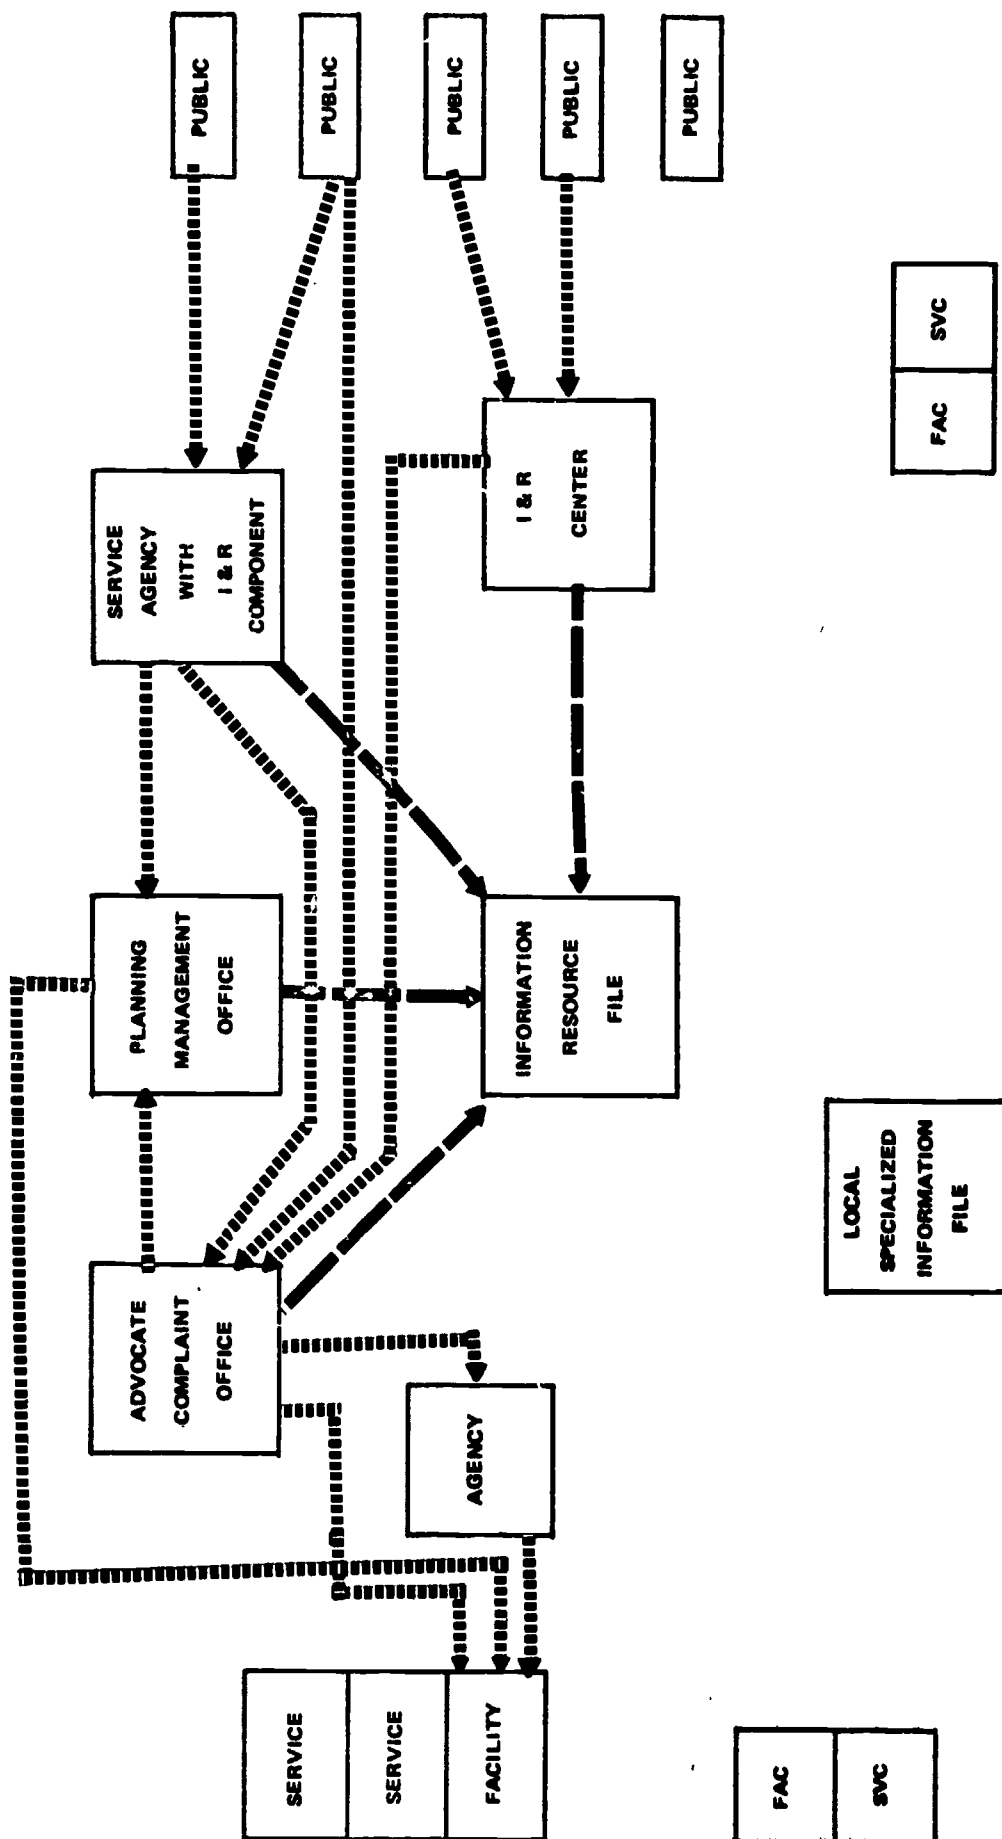 SERVICE
SERVICE
FACILITY
ADVOCATE
COMPLAINT
OFFICE
PLANNING
MANAGEMENT
OFFICE
SERVICE
AGENCY
WITH
I & R
COMPONENT
PUBLIC
PUBLIC
PUBLIC
PUBLIC
PUBLIC
AGENCY
INFORMATION
RESOURCE
FILE
I & R
CENTER
FAC
SVC
LOCAL
SPECIALIZED
INFORMATION
FILE
FAC SVC